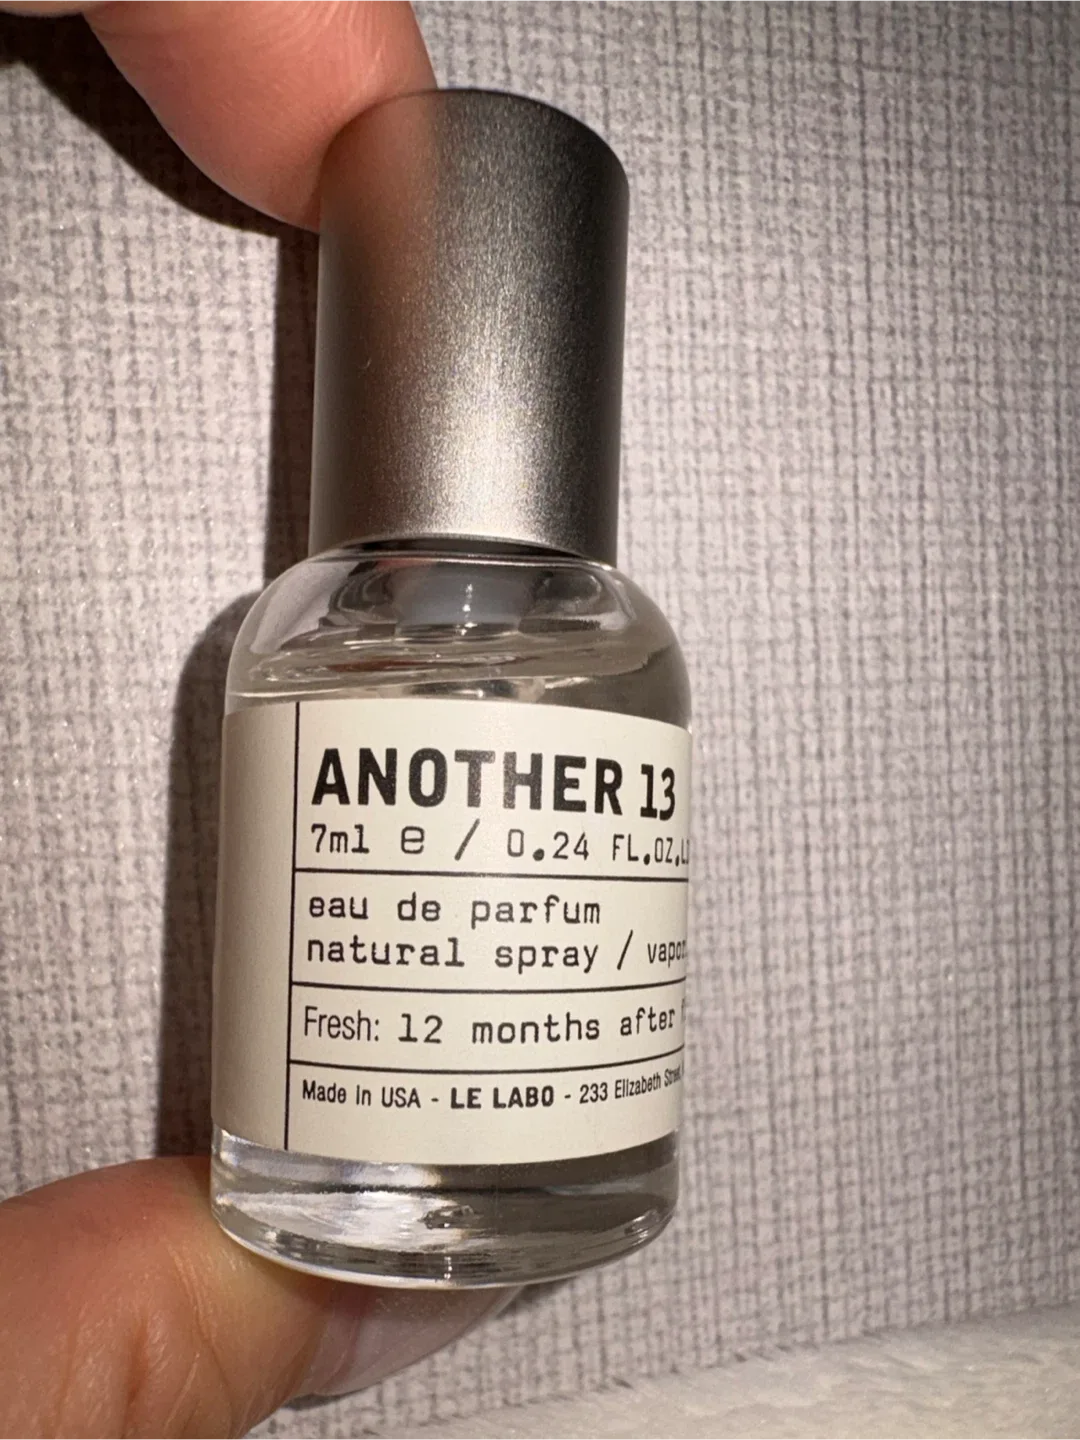 ANOTHER 13
7ml e / 0.24 FL.OZ.
eau de parfum
natural spray /
Fresh: 12 months after
Made in USA - LE LABO - 233 Elizabeth Street,